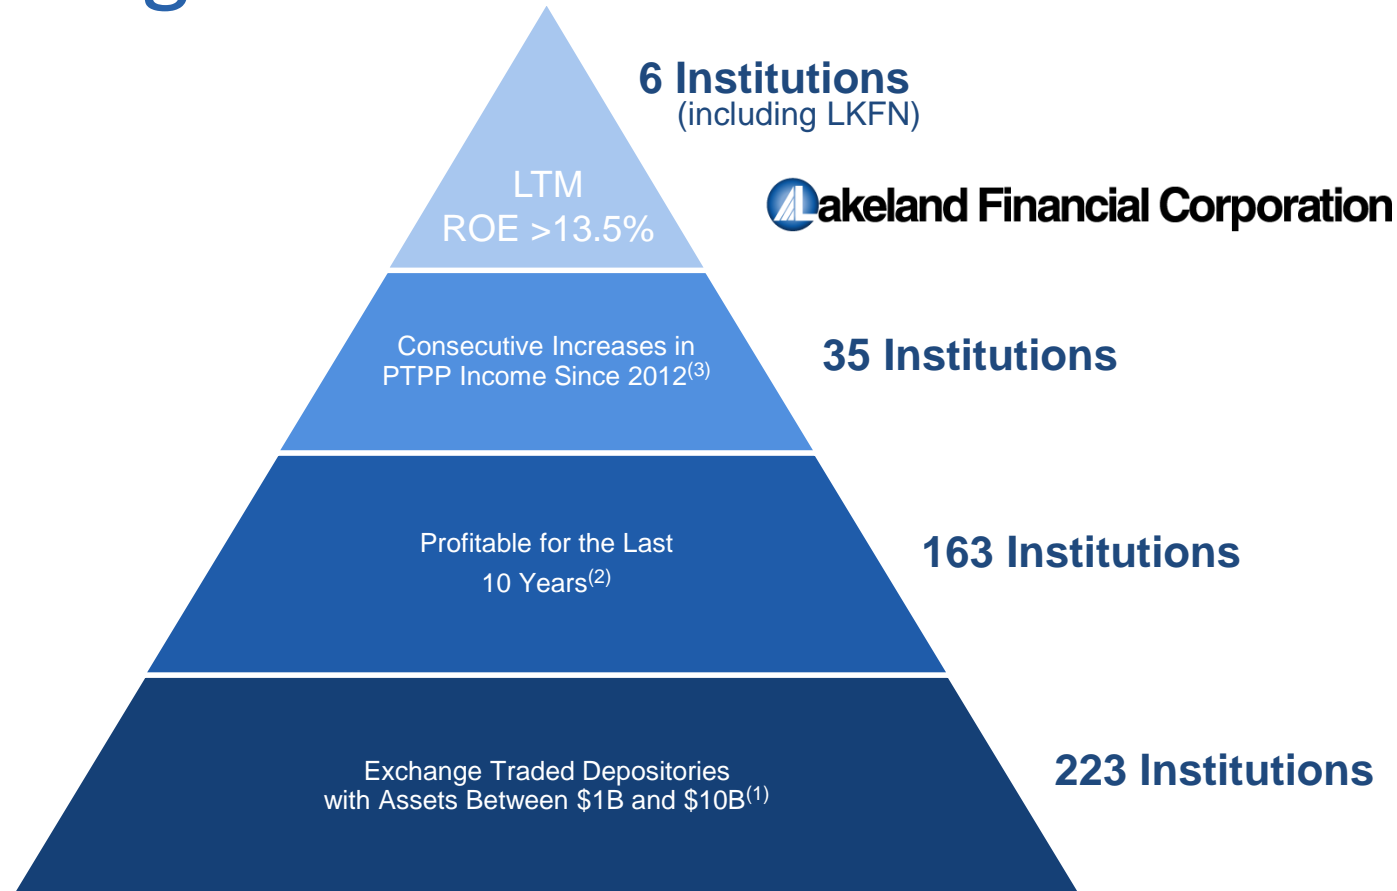 6 Institutions
(including LKFN)
LTM
ROE >13.5%
Lakeland Financial Corporation
Consecutive Increases in
PTPP Income Since 2012(3)
35 Institutions
Profitable for the Last
10 Years(2)
163 Institutions
Exchange Traded Depositories
with Assets Between $1B and $10B(1)
223 Institutions